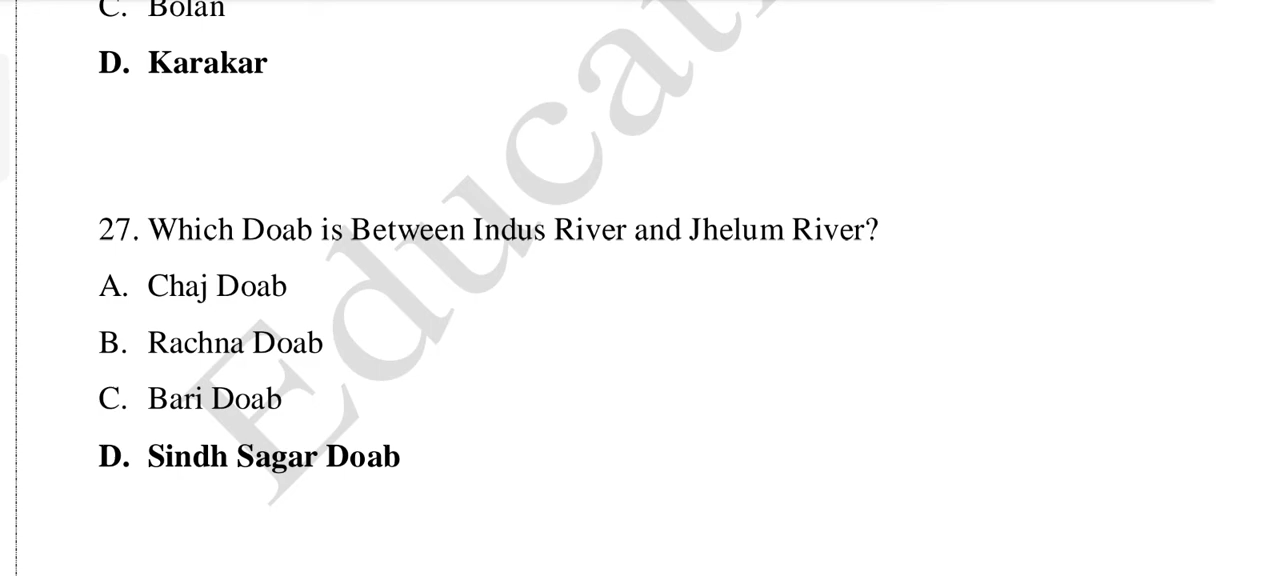 C. Bolan
D. Karakar
27. Which Doab is Between Indus River and Jhelum River?
A. Chaj Doab
B. Rachna Doab
C. Bari Doab
D. Sindh Sagar Doab
Educat